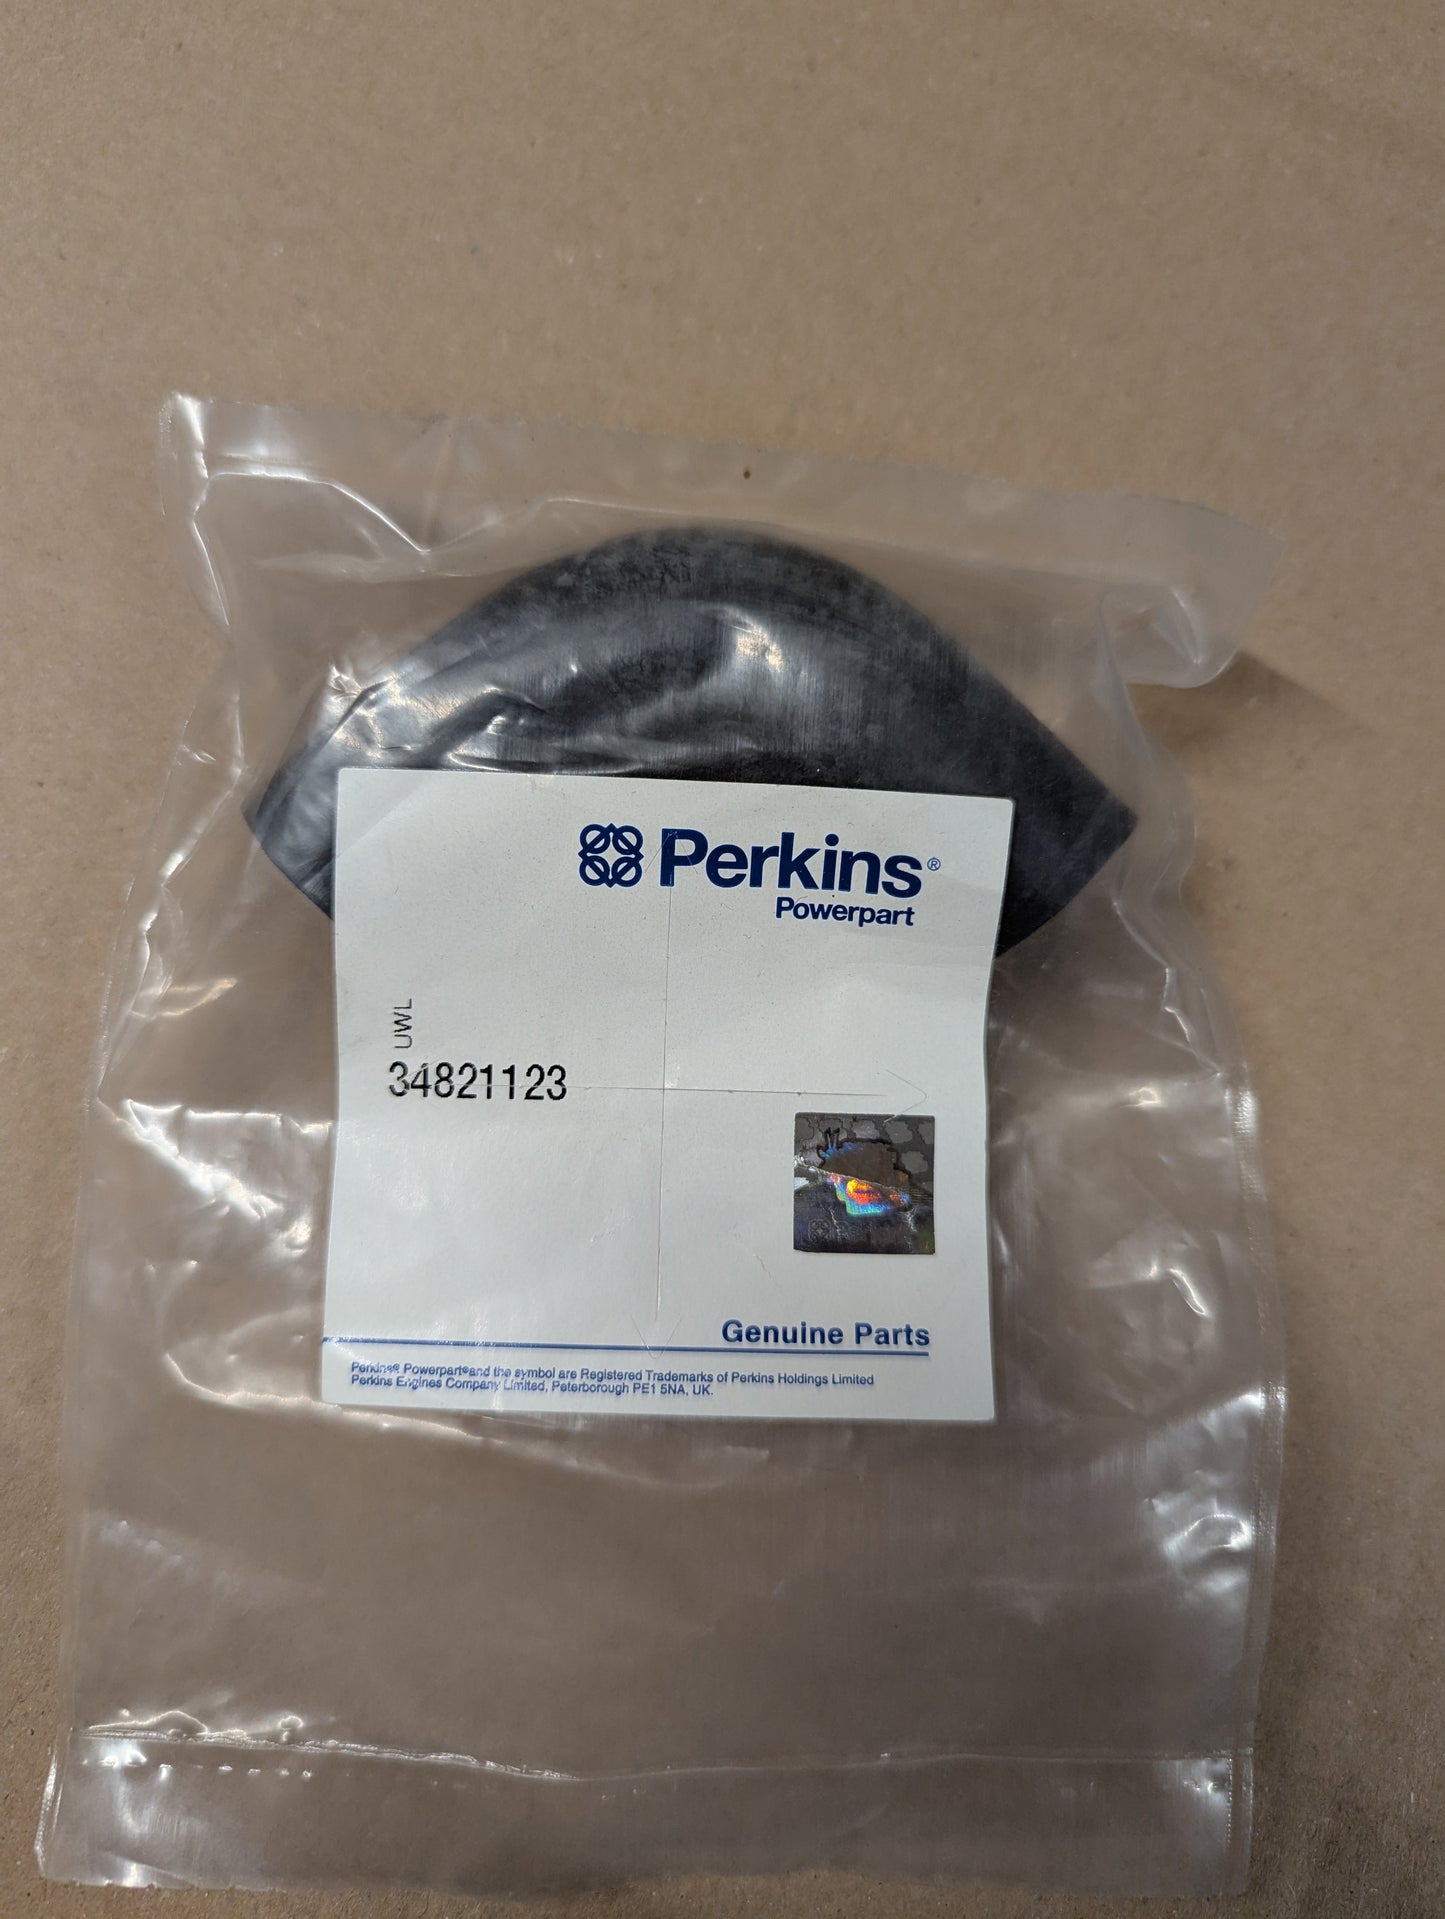 Perkins®
Powerpart
UWL
34821123
Genuine Parts
Perkins® Powerpart® and the symbol are Registered Trademarks of Perkins Holdings Limited
Perkins Engines Company Limited, Peterborough PE1 5NA, UK.